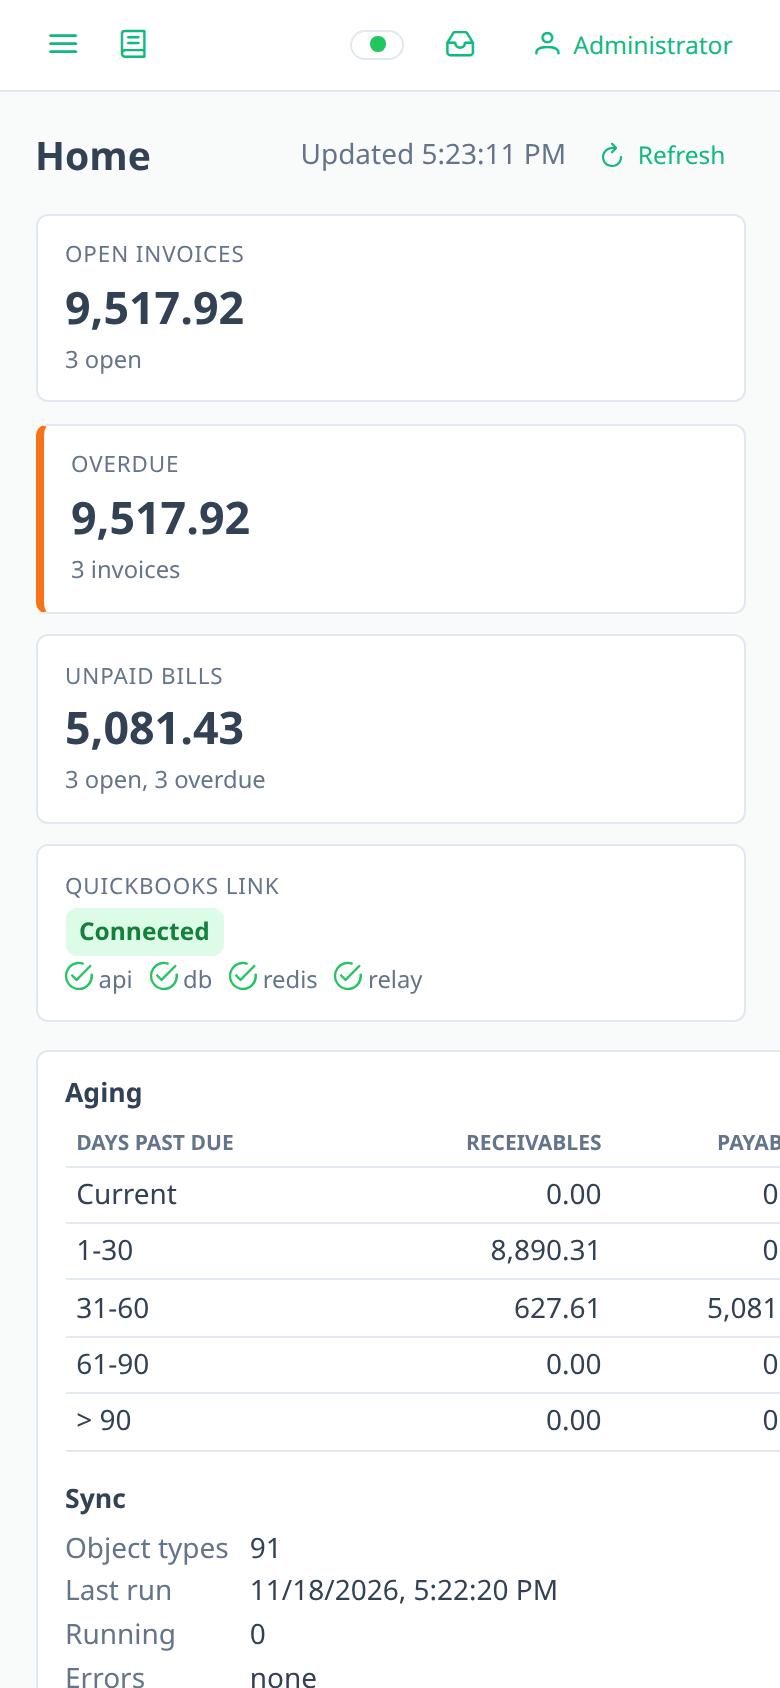 Administrator
Home Updated 5:23:11 PM Refresh
OPEN INVOICES
9,517.92
3 open
OVERDUE
9,517.92
3 invoices
UNPAID BILLS
5,081.43
3 open, 3 overdue
QUICKBOOKS LINK
Connected
api db redis relay
Aging
DAYS PAST DUE RECEIVABLES PAYAB
Current 0.00 0
1-30 8,890.31 0
31-60 627.61 5,081
61-90 0.00 0
> 90 0.00 0
Sync
Object types 91
Last run 11/18/2026, 5:22:20 PM
Running 0
Errors none